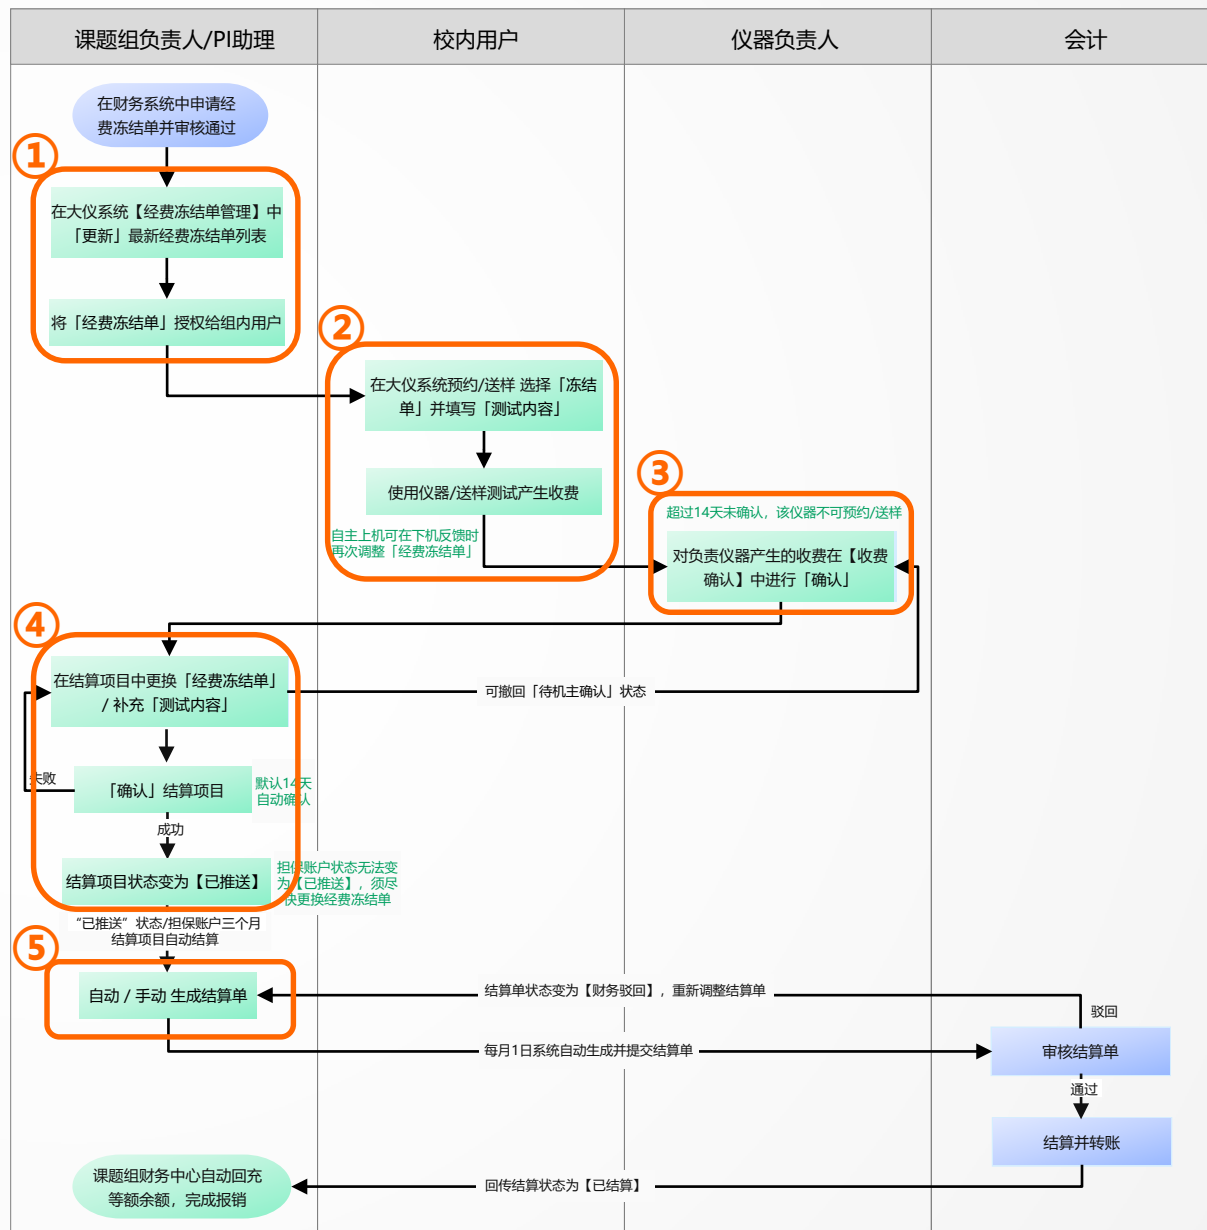 课题组负责人/PI助理
校内用户
仪器负责人
会计
在财务系统中申请经
费冻结单并审核通过
①
在大仪系统【经费冻结单管理】中
「更新」最新经费冻结单列表
将「经费冻结单」授权给组内用户
②
在大仪系统预约/送样 选择「冻结
单」并填写「测试内容」
使用仪器/送样测试产生收费
自主上机可在下机反馈时
再次调整「经费冻结单」
③
超过14天未确认，该仪器不可预约/送样
对负责仪器产生的收费在【收费
确认】中进行「确认」
④
在结算项目中更换「经费冻结单」
/ 补充「测试内容」
可撤回「待机主确认」状态
失败
「确认」结算项目
默认14天
自动确认
成功
结算项目状态变为【已推送】
担保账户状态无法变
为【已推送】，须尽
快更换经费冻结单
“已推送”状态/担保账户三个月
结算项目自动结算
⑤
自动 / 手动 生成结算单
结算单状态变为【财务驳回】，重新调整结算单
驳回
每月1日系统自动生成并提交结算单
审核结算单
通过
结算并转账
课题组财务中心自动回充
等额余额，完成报销
回传结算状态为【已结算】